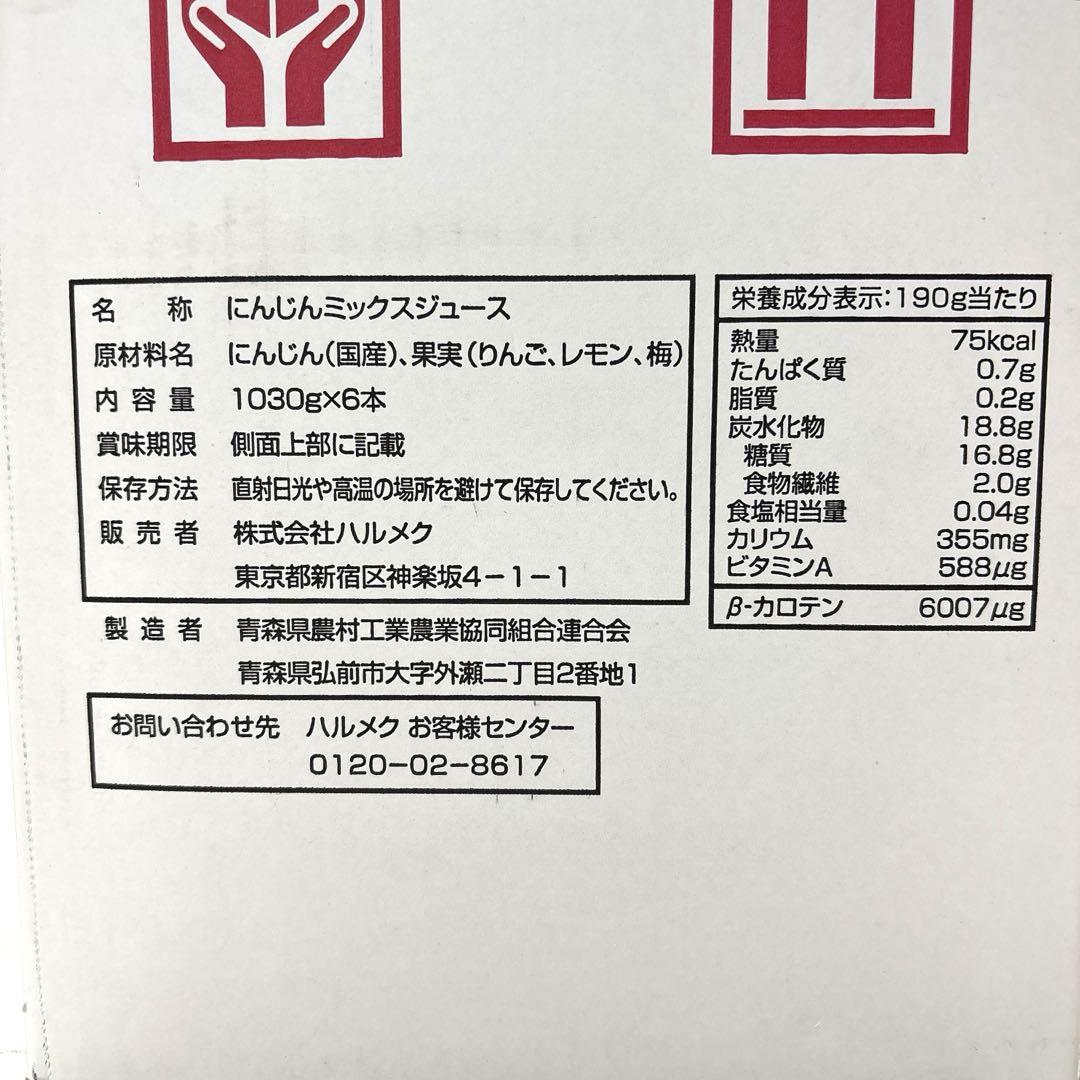 名称 にんじんミックスジュース
原材料名 にんじん(国産)、果実(りんご、レモン、梅)
内容量 1030g×6本
賞味期限 側面上部に記載
保存方法 直射日光や高温の場所を避けて保存してください。
販売者 株式会社ハルメク
東京都新宿区神楽坂4-1-1
製造者 青森県農村工業農業協同組合連合会
青森県弘前市大字外瀬二丁目2番地1
お問い合わせ先 ハルメク お客様センター
0120-02-8617
栄養成分表示:190g当たり
熱量 75kcal
たんぱく質 0.7g
脂質 0.2g
炭水化物 18.8g
糖質 16.8g
食物繊維 2.0g
食塩相当量 0.04g
カリウム 355mg
ビタミンA 588μg
β-カロテン 6007μg